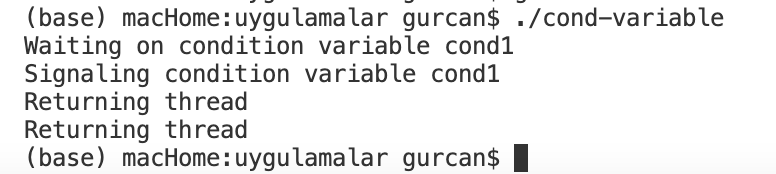 (base) macHome:uygulamalar gurcan$ ./cond-variable
Waiting on condition variable cond1
Signaling condition variable cond1
Returning thread
Returning thread
(base) macHome:uygulamalar gurcan$